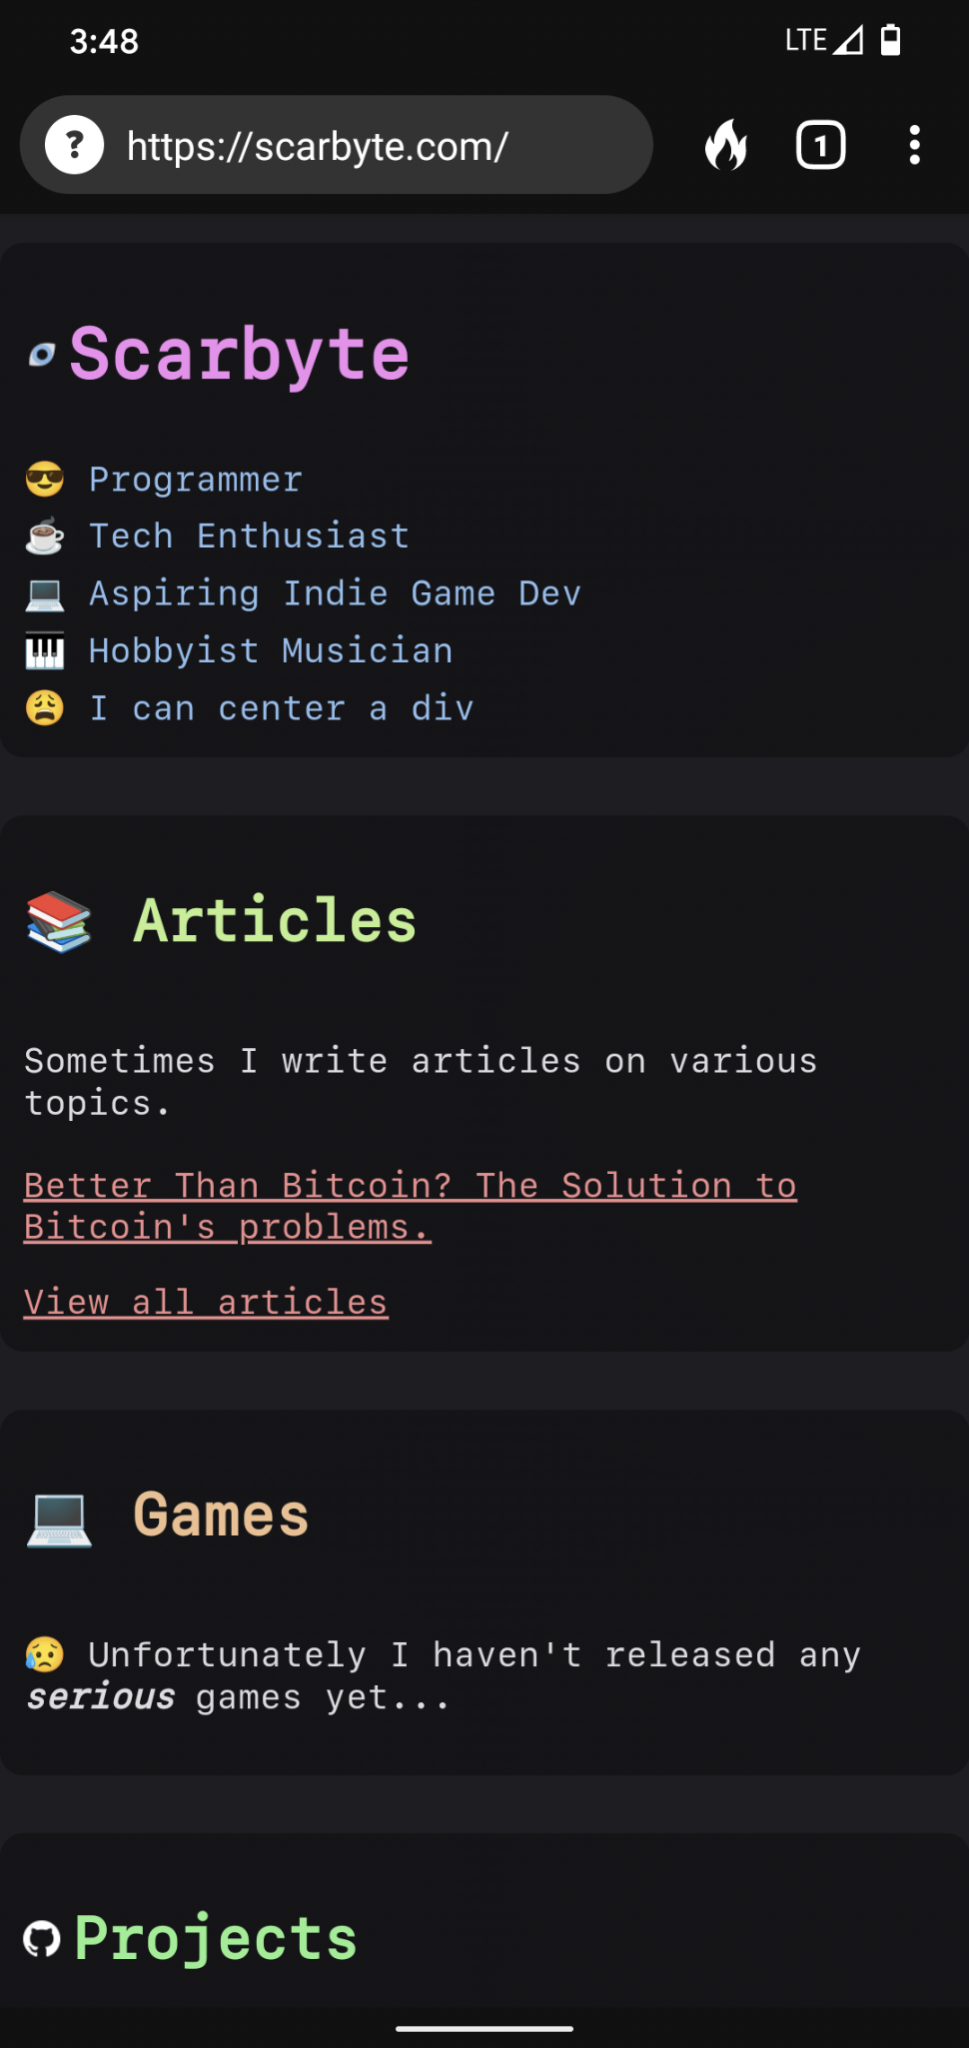 3:48
LTE
https://scarbyte.com/
1
Scarbyte
😎 Programmer
☕ Tech Enthusiast
💻 Aspiring Indie Game Dev
🎹 Hobbyist Musician
😩 I can center a div
📚 Articles
Sometimes I write articles on various
topics.
Better Than Bitcoin? The Solution to
Bitcoin's problems.
View all articles
💻 Games
😥 Unfortunately I haven't released any
serious games yet...
Projects